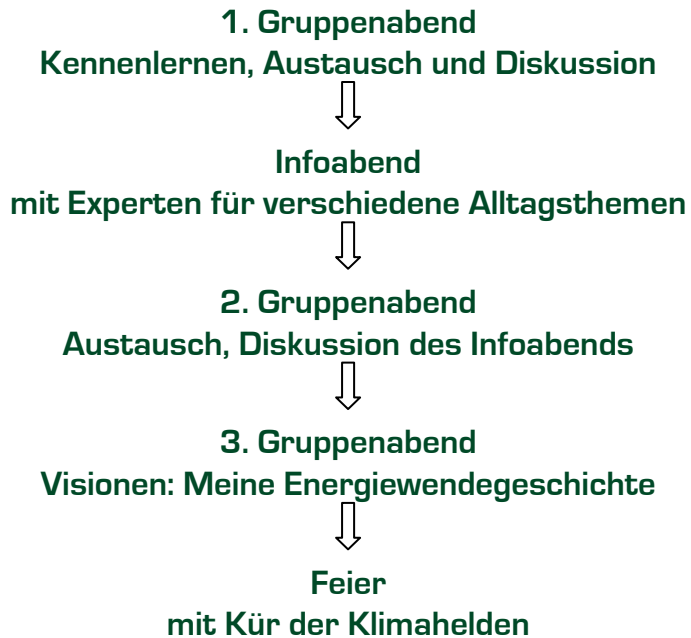 1. Gruppenabend
Kennenlernen, Austausch und Diskussion
Infoabend
mit Experten für verschiedene Alltagsthemen
2. Gruppenabend
Austausch, Diskussion des Infoabends
3. Gruppenabend
Visionen: Meine Energiewendegeschichte
Feier
mit Kür der Klimahelden